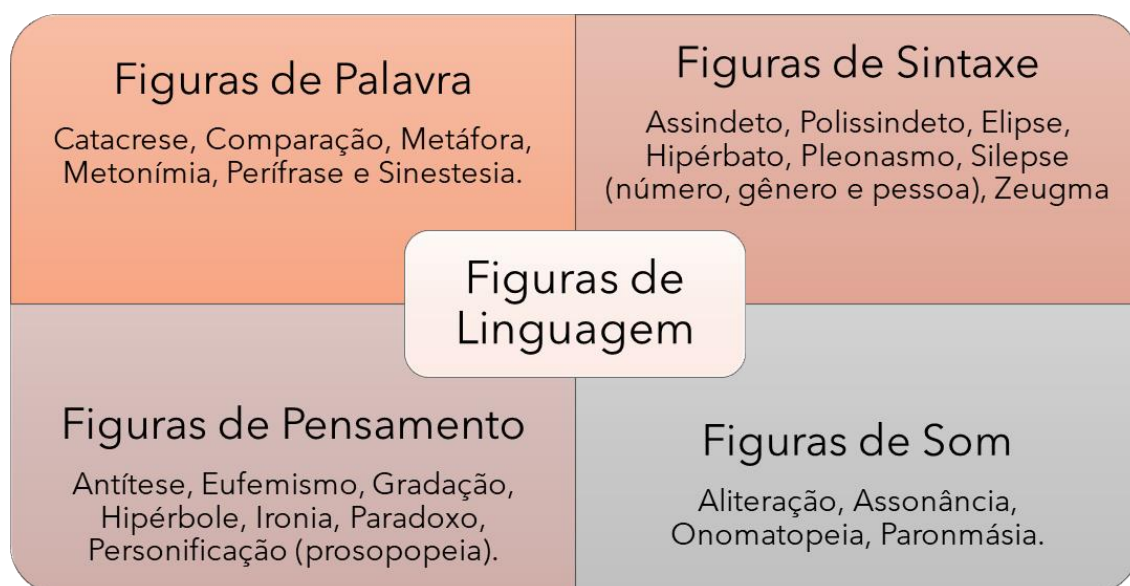 Figuras de Palavra
Catacrese, Comparação, Metáfora,
Metonímia, Perífrase e Sinestesia.
Figuras de Sintaxe
Assindeto, Polissindeto, Elipse,
Hipérbato, Pleonasmo, Silepse
(número, gênero e pessoa), Zeugma
Figuras de
Linguagem
Figuras de Pensamento
Antítese, Eufemismo, Gradação,
Hipérbole, Ironia, Paradoxo,
Personificação (prosopopeia).
Figuras de Som
Aliteração, Assonância,
Onomatopeia, Paronmásia.